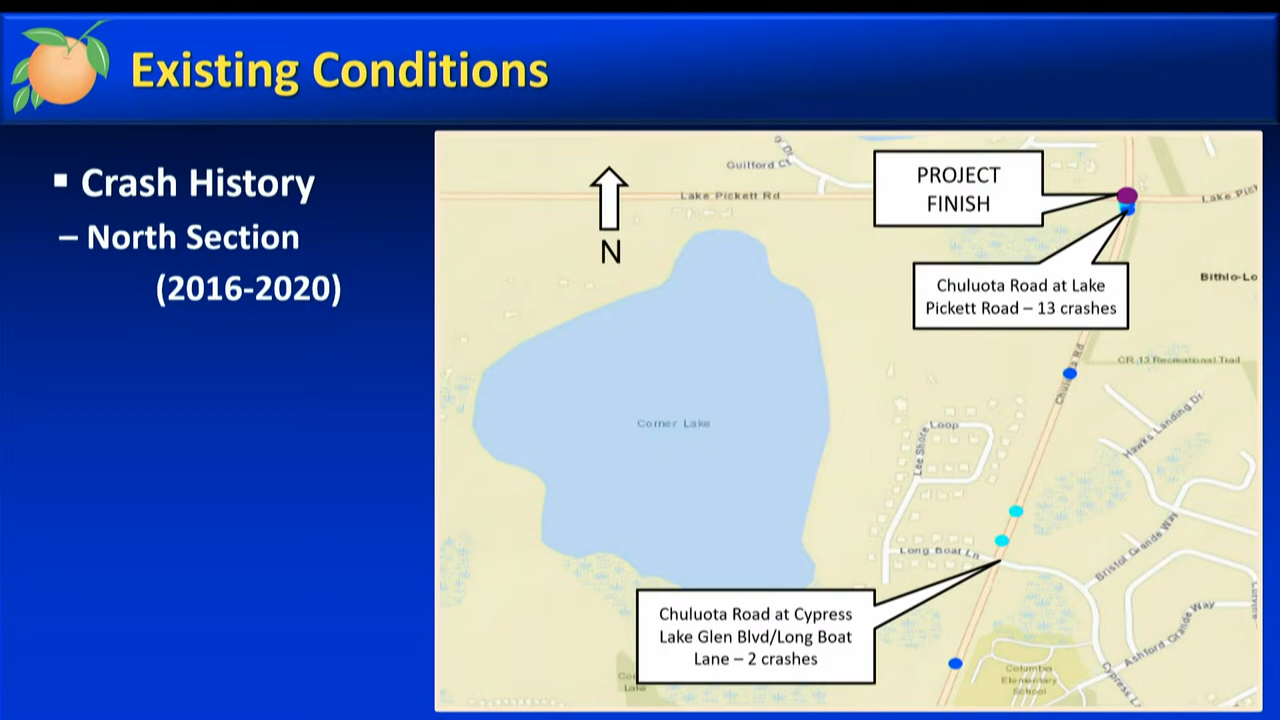 Existing Conditions
▪ Crash History
– North Section
(2016-2020)
Guilford Ct
Lake Pickett Rd
N
PROJECT
FINISH
Chuluota Road at Lake
Pickett Road – 13 crashes
Bithlo-Lo
CR 13 Recreational Trail
Hawks Landing Dr
Corner Lake
Lee Shore Loop
Long Boat Ln
Bristol Grande Way
Ashford Grande Way
Chuluota Road at Cypress
Lake Glen Blvd/Long Boat
Lane – 2 crashes
Columbia
Elementary
School
Lake